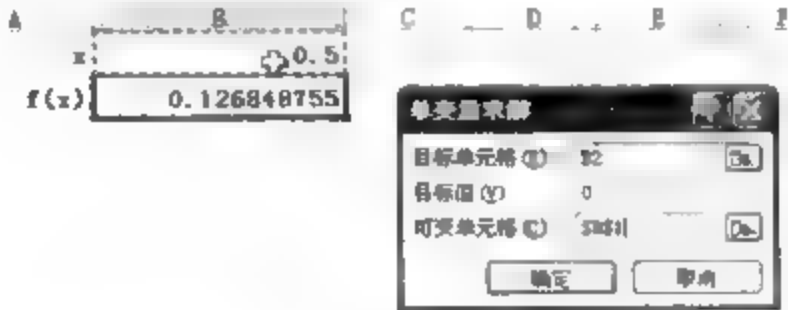 A B C D E F
x 0.5
f(x) 0.126840755
单变量求解
目标单元格(E) B2
目标值(V) 0
可变单元格(C) $B$1
确定 取消